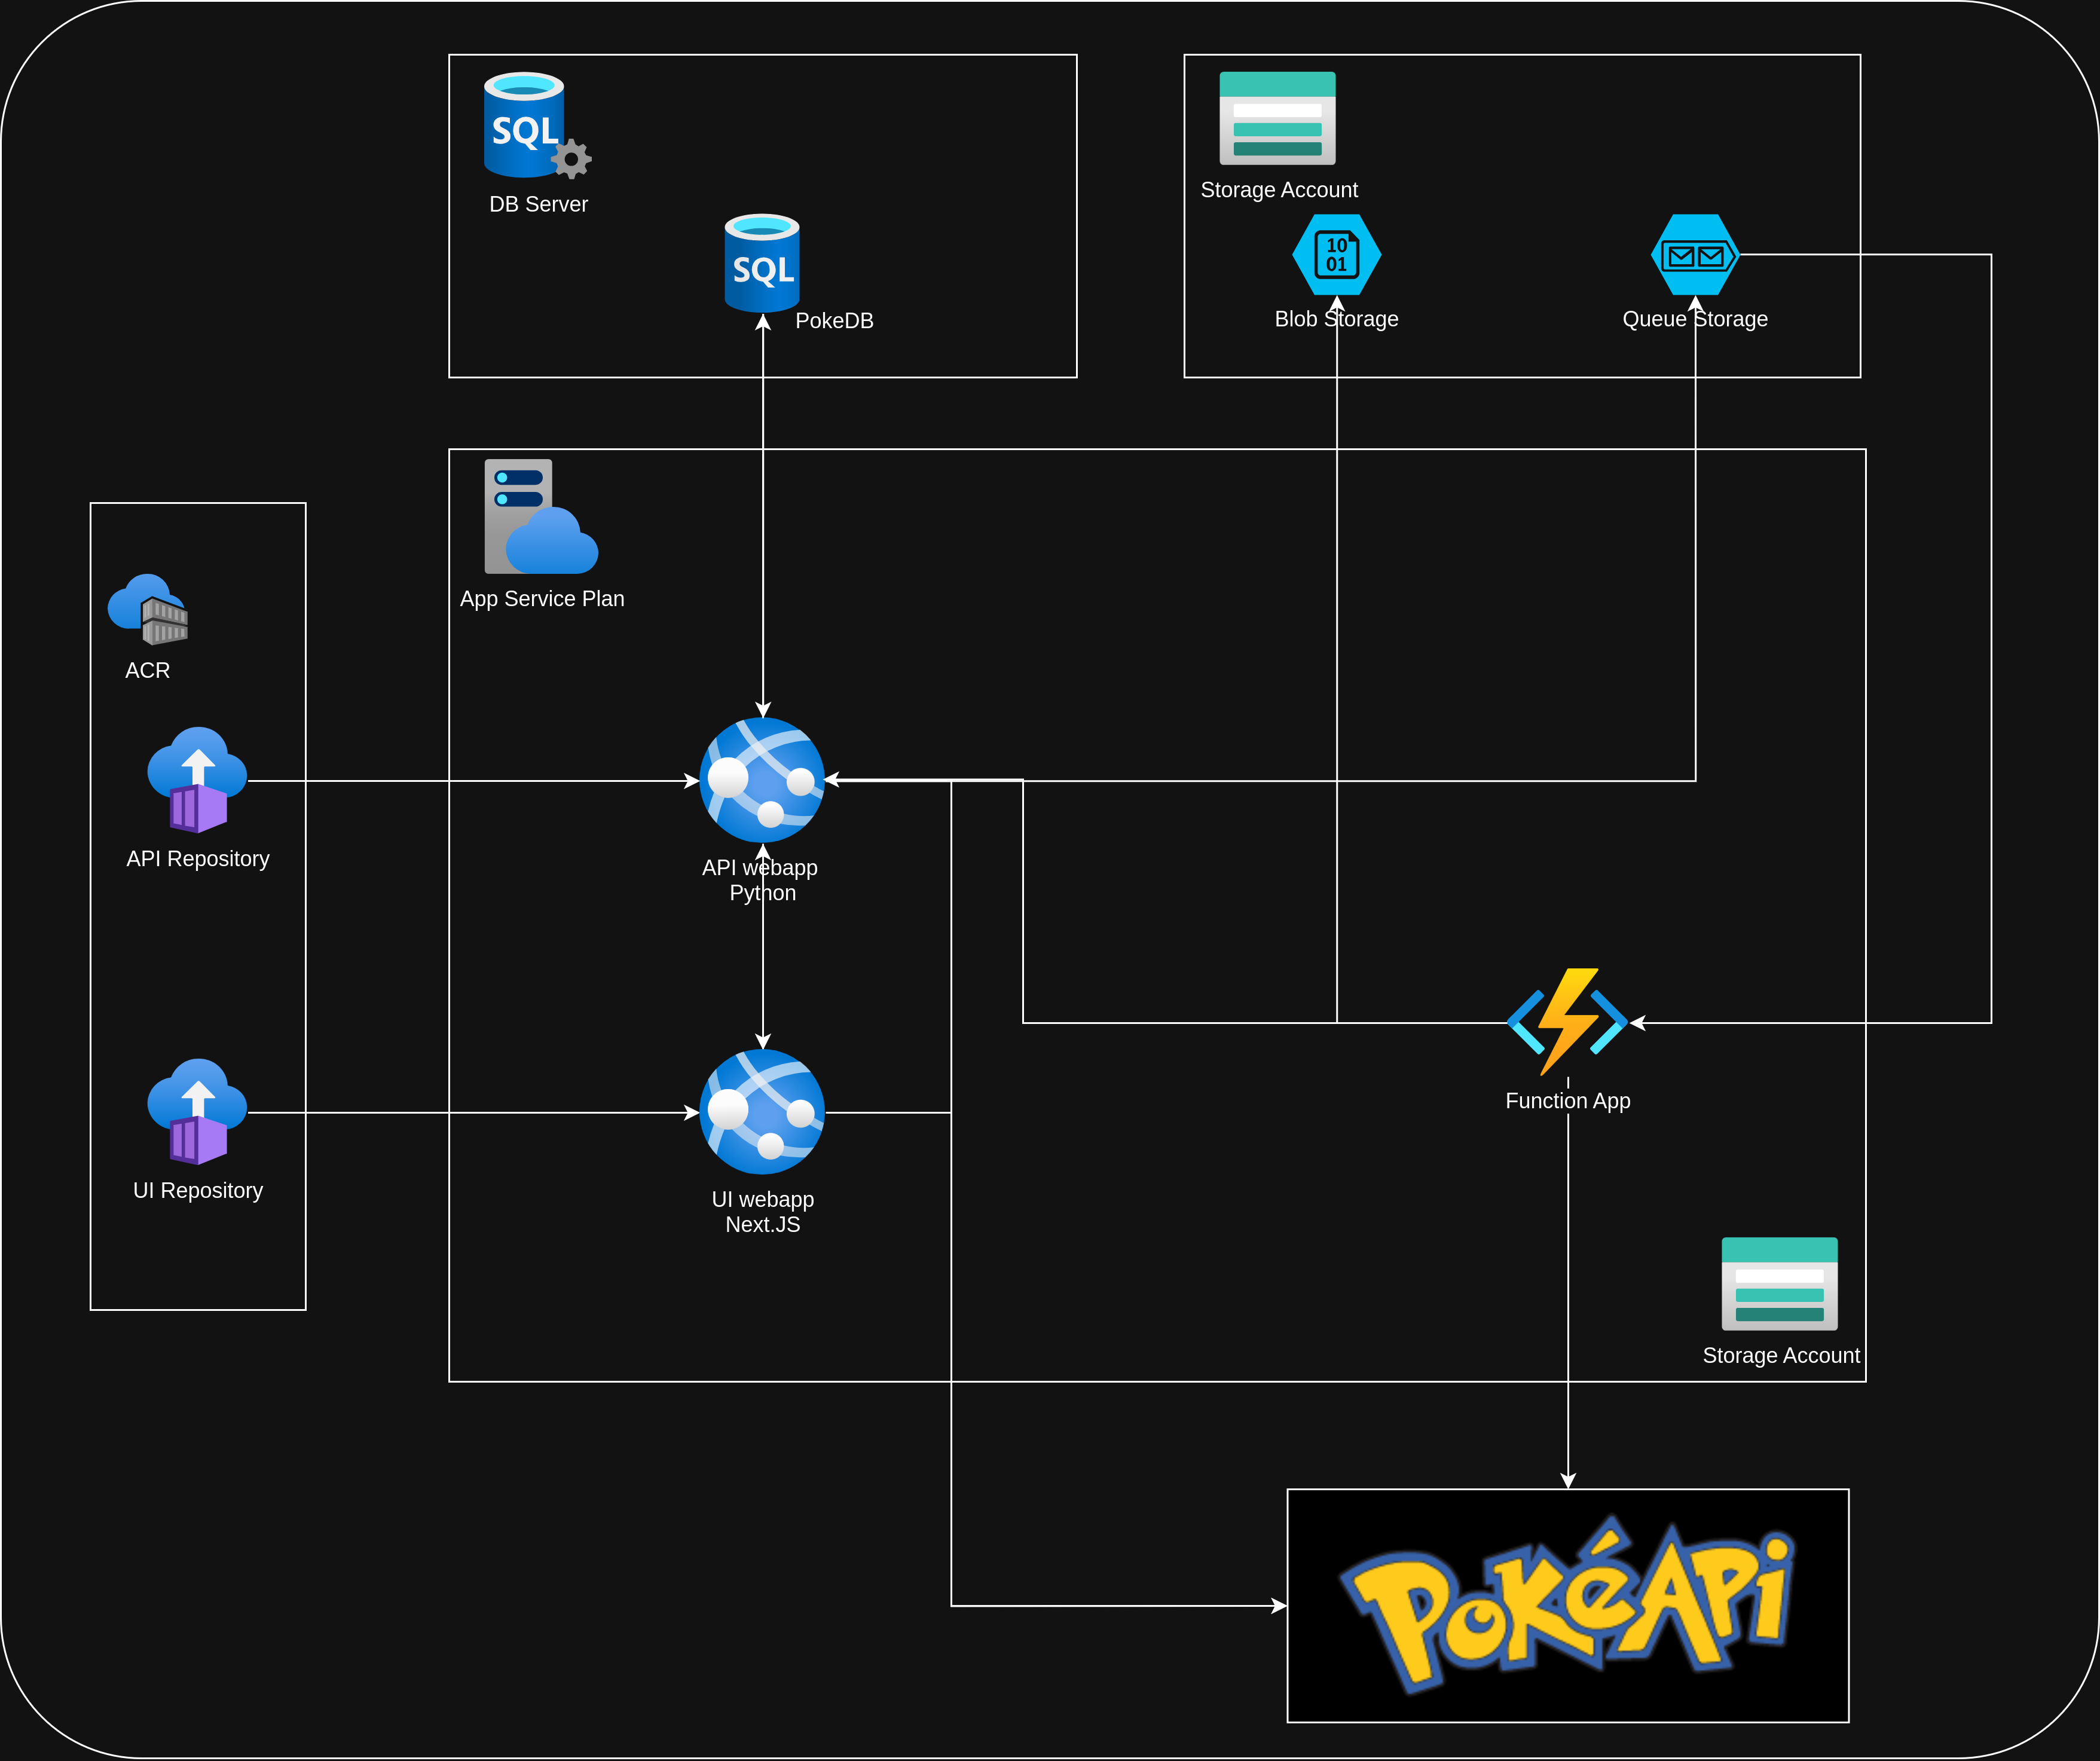 SQL
DB Server
SQL
PokeDB
Storage Account
10
01
Blob Storage
Queue Storage
App Service Plan
ACR
API Repository
API webapp
Python
Function App
UI Repository
UI webapp
Next.JS
Storage Account
PokéAPi